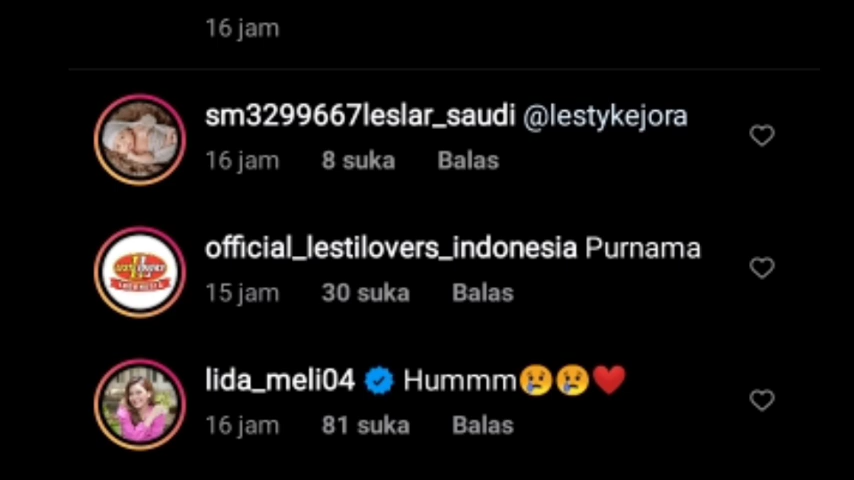 16 jam
sm3299667leslar_saudi @lestykejora
16 jam 8 suka Balas
official_lestilovers_indonesia Purnama
15 jam 30 suka Balas
lida_meli04 Hummm😢😢❤️
16 jam 81 suka Balas